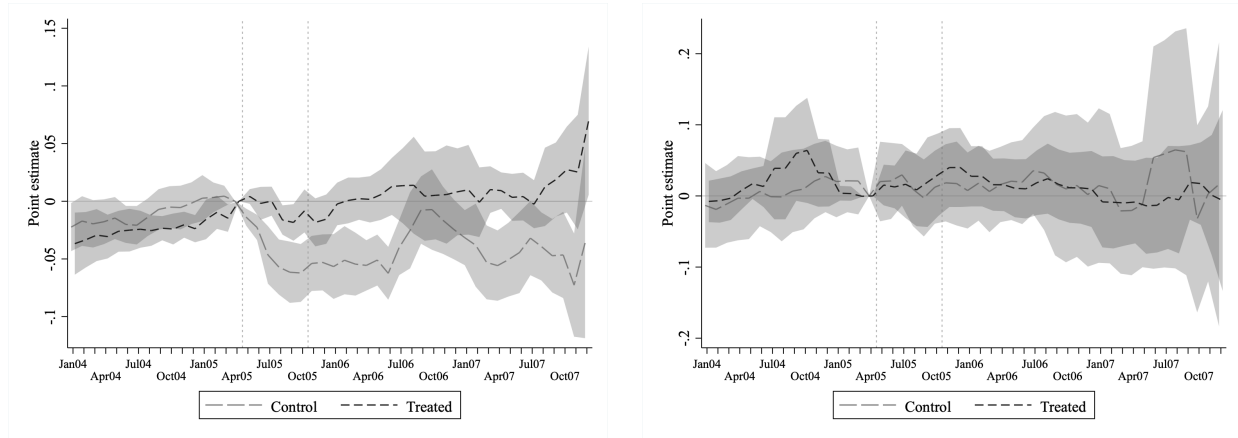 Point estimate
.15
.1
.05
0
-.05
-.1
Jan04 Jul04 Jan05 Jul05 Jan06 Jul06 Jan07 Jul07
Apr04 Oct04 Apr05 Oct05 Apr06 Oct06 Apr07 Oct07
Control Treated
Point estimate
.2
.1
0
-.1
-.2
Jan04 Jul04 Jan05 Jul05 Jan06 Jul06 Jan07 Jul07
Apr04 Oct04 Apr05 Oct05 Apr06 Oct06 Apr07 Oct07
Control Treated